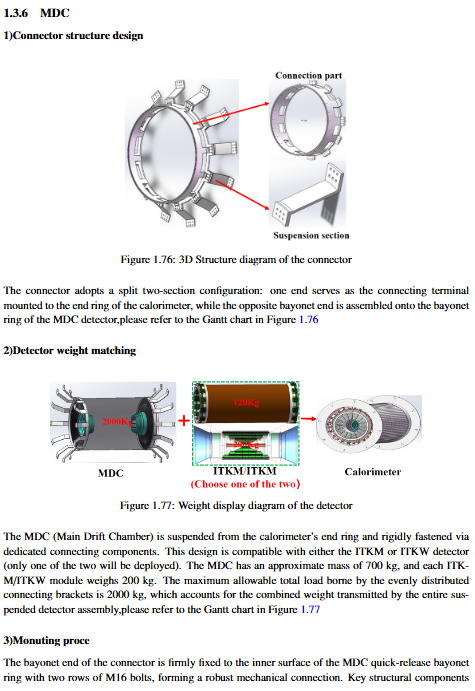 1.3.6 MDC
1)Connector structure design
Connection part
Suspension section
Figure 1.76: 3D Structure diagram of the connector
The connector adopts a split two-section configuration: one end serves as the connecting terminal
mounted to the end ring of the calorimeter, while the opposite bayonet end is assembled onto the bayonet
ring of the MDC detector,please refer to the Gantt chart in Figure 1.76
2)Detector weight matching
2000Kg
120Kg
+
MDC
ITKM/ITKM
(Choose one of the two)
Calorimeter
Figure 1.77: Weight display diagram of the detector
The MDC (Main Drift Chamber) is suspended from the calorimeter's end ring and rigidly fastened via
dedicated connecting components. This design is compatible with either the ITKM or ITKW detector
(only one of the two will be deployed). The MDC has an approximate mass of 700 kg, and each ITK-
M/ITKW module weighs 200 kg. The maximum allowable total load borne by the evenly distributed
connecting brackets is 2000 kg, which accounts for the combined weight transmitted by the entire sus-
pended detector assembly,please refer to the Gantt chart in Figure 1.77
3)Monuting proce
The bayonet end of the connector is firmly fixed to the inner surface of the MDC quick-release bayonet
ring with two rows of M16 bolts, forming a robust mechanical connection. Key structural components